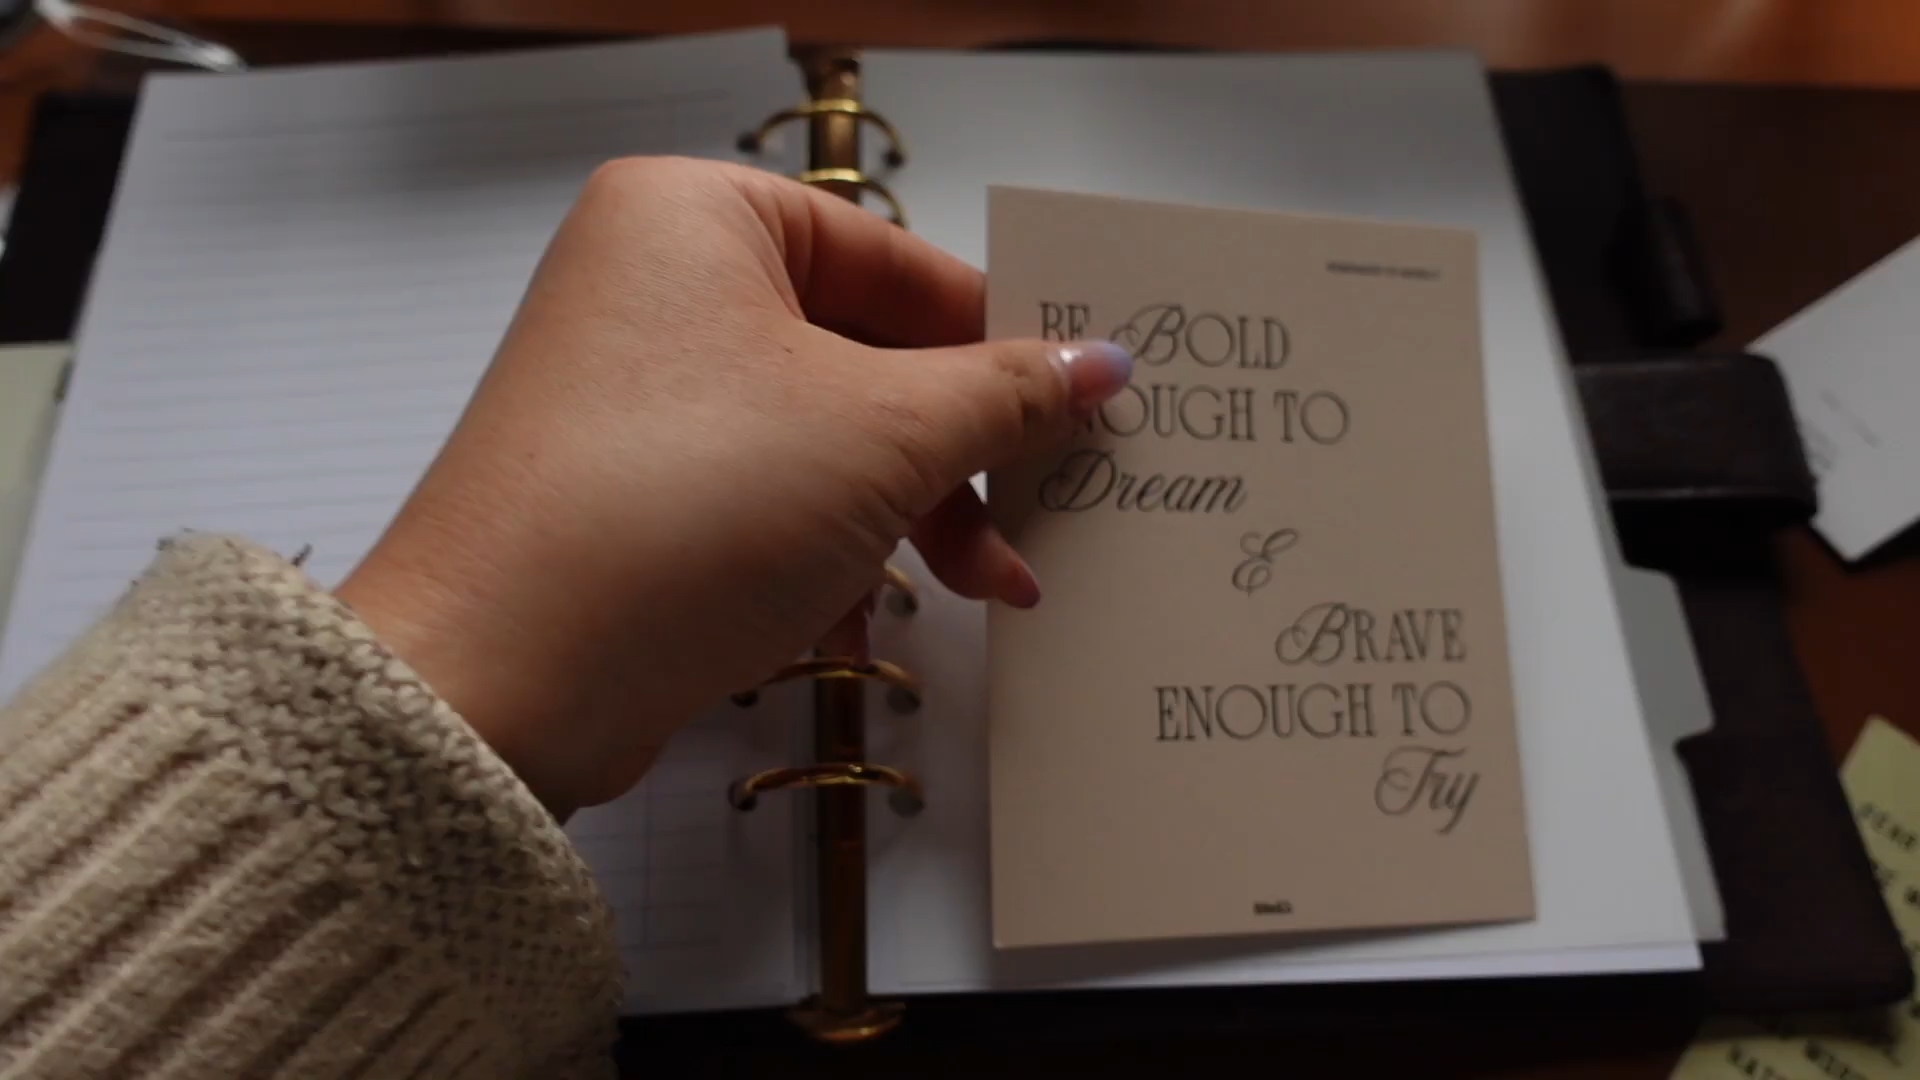 BE BOLD
ENOUGH TO
Dream
&
BRAVE
ENOUGH TO
Try